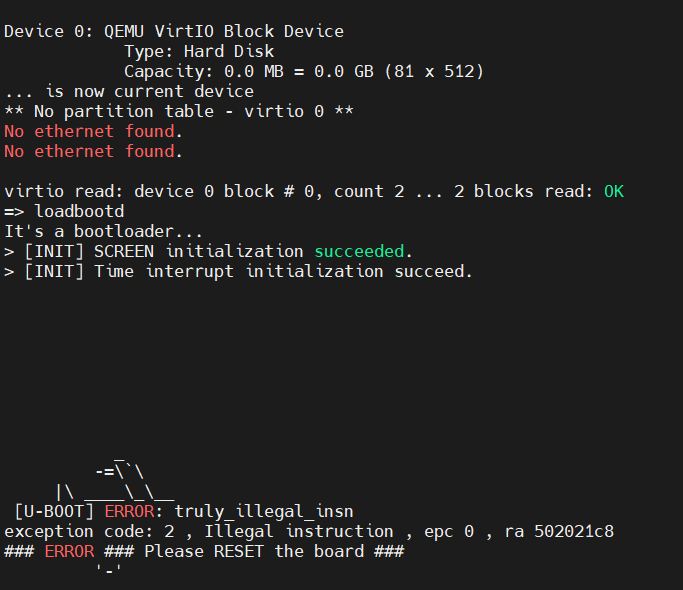 Device 0: QEMU VirtIO Block Device
            Type: Hard Disk
            Capacity: 0.0 MB = 0.0 GB (81 x 512)
... is now current device
** No partition table - virtio 0 **
No ethernet found.
No ethernet found.

virtio read: device 0 block # 0, count 2 ... 2 blocks read: OK
=> loadbootd
It's a bootloader...
> [INIT] SCREEN initialization succeeded.
> [INIT] Time interrupt initialization succeed.

           _
         -=\`\
     |\ ____\_\__
 [U-BOOT] ERROR: truly_illegal_insn
exception code: 2 , Illegal instruction , epc 0 , ra 502021c8
### ERROR ### Please RESET the board ###
         '-'